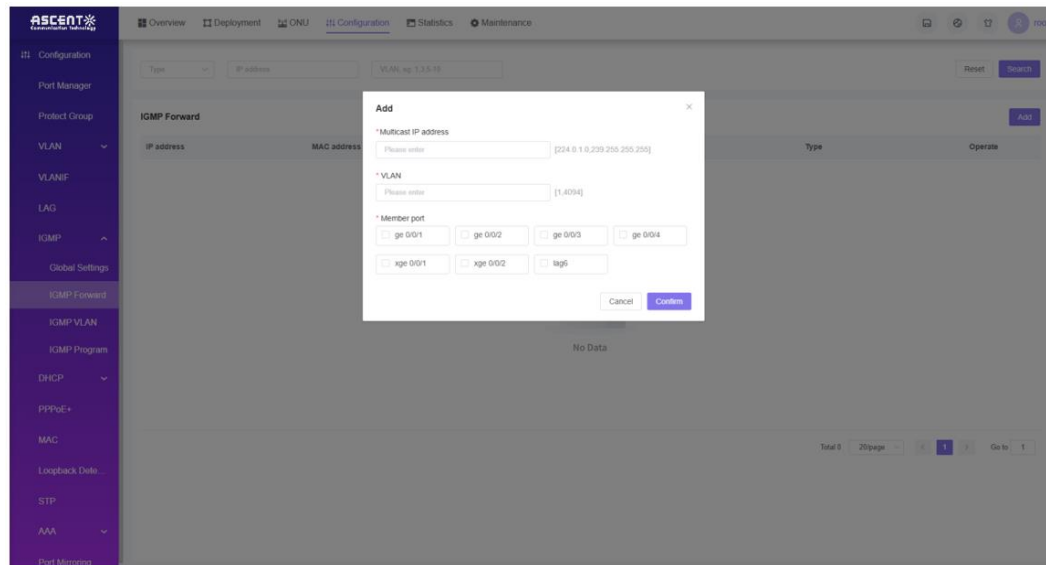 ASCENT
Communication Technology
Overview Deployment ONU Configuration Statistics Maintenance
Configuration
Type IP address VLAN, eg. 1,3,5-16 Reset Search
Port Manager
Protect Group
IGMP Forward Add
VLAN
IP address MAC address Type Operate
VLANIF
LAG
IGMP
Global Settings
IGMP Forward
IGMP VLAN
IGMP Program
DHCP
PPPoE+
MAC
Loopback Dete...
STP
AAA
Port Mirroring
Add
* Multicast IP address
Please enter [224.0.1.0,239.255.255.255]
* VLAN
Please enter [1,4094]
* Member port
ge 0/0/1 ge 0/0/2 ge 0/0/3 ge 0/0/4
xge 0/0/1 xge 0/0/2 lag6
Cancel Confirm
No Data
Total 0 20/page 1 Go to 1